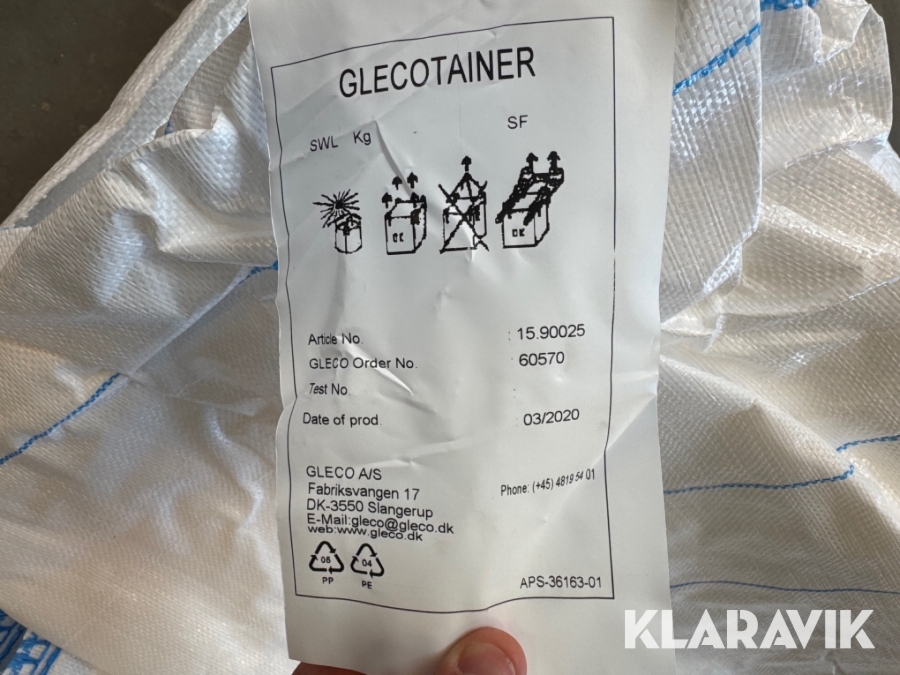 GLECOTAINER
SWL Kg SF
OK
OK
Article No. : 15.90025
GLECO Order No. : 60570
Test No.
Date of prod. : 03/2020
GLECO A/S
Fabriksvangen 17 Phone: (+45) 4819 54 01
DK-3550 Slangerup
E-Mail:gleco@gleco.dk
web:www.gleco.dk
05 04
PP PE
APS-36163-01
KLARAVIK